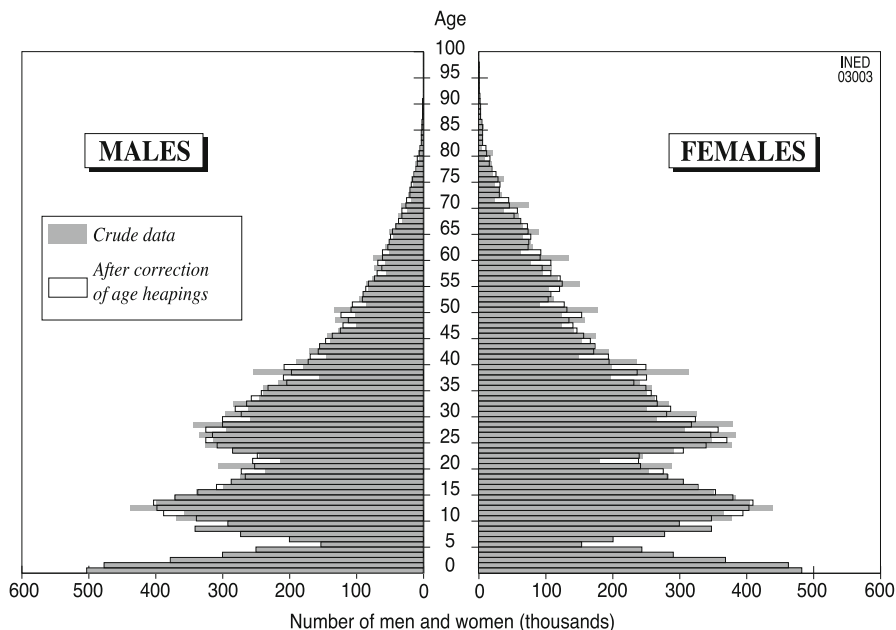 Age
INED
03003
MALES
FEMALES
Crude data
After correction
of age heapings
100
95
90
85
80
75
70
65
60
55
50
45
40
35
30
25
20
15
10
5
0
600 500 400 300 200 100 0 0 100 200 300 400 500 600
Number of men and women (thousands)